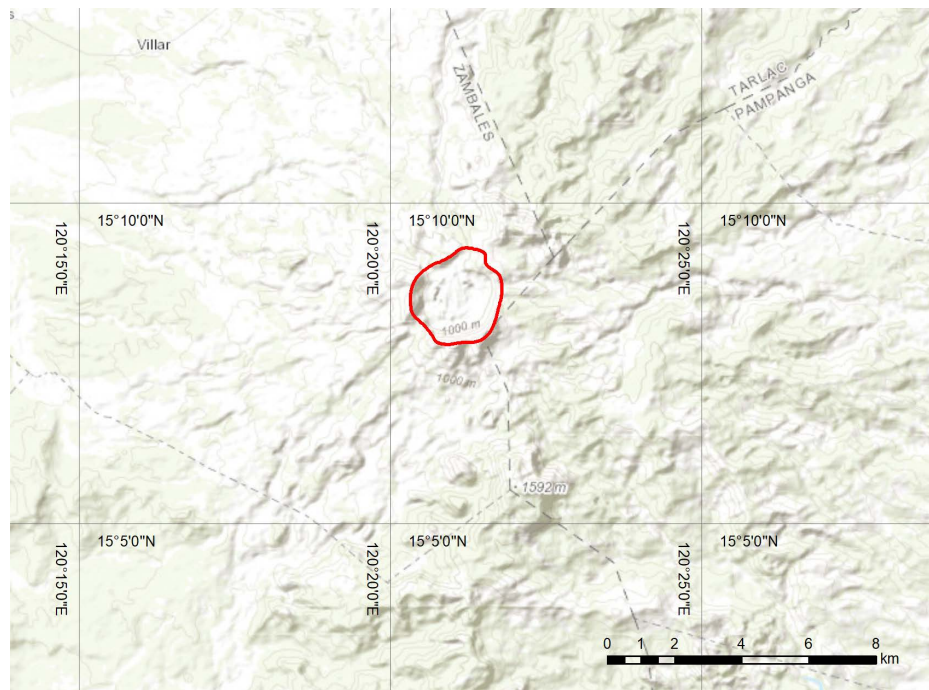 s
Villar
ZAMBALES
TARLAC
PAMPANGA
15°10'0"N
15°10'0"N
15°10'0"N
120°15'0"E
120°20'0"E
120°25'0"E
1000 m
1000 m
1592 m
15°5'0"N
15°5'0"N
15°5'0"N
120°15'0"E
120°20'0"E
120°25'0"E
0 1 2 4 6 8
km